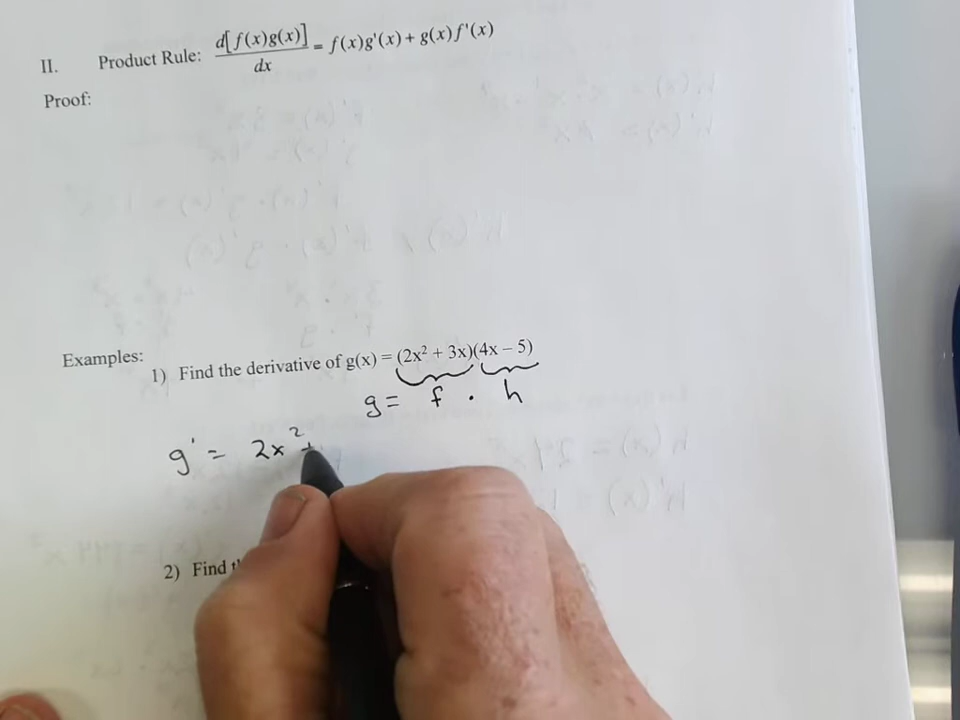 II. Product Rule: d[f(x)g(x)]/dx = f(x)g'(x) + g(x)f'(x)
Proof:
Examples:
1) Find the derivative of g(x) = (2x² + 3x)(4x – 5)
g = f · h
g' = 2x² +
2) Find